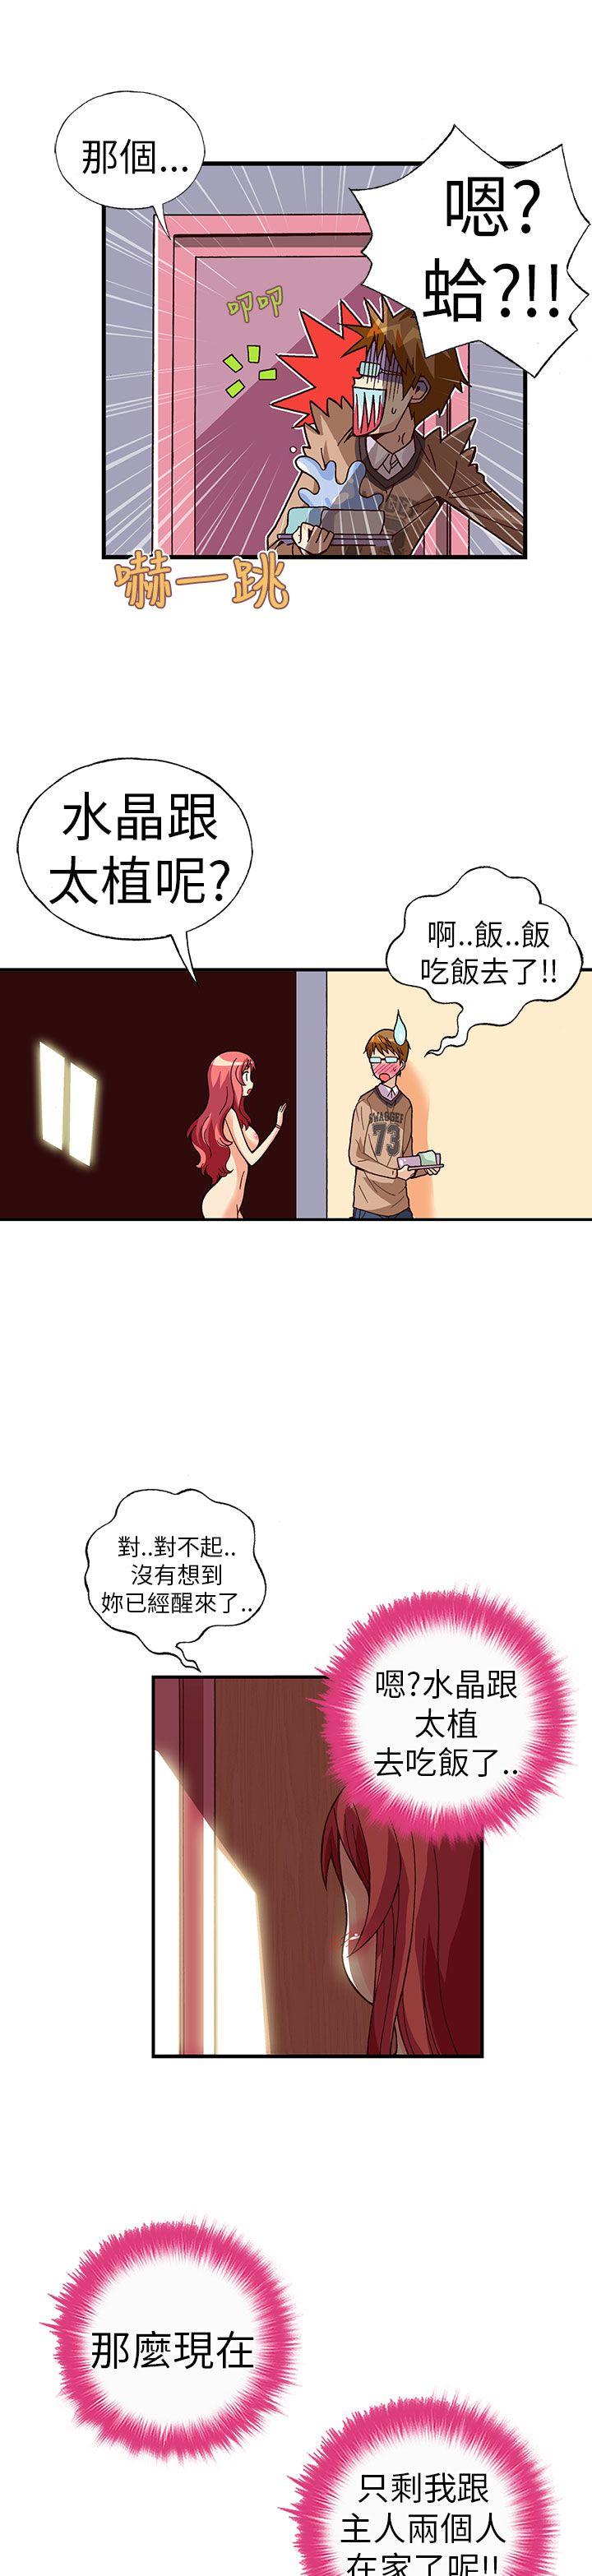 那個...
嗯?
蛤?!!
叩叩
嚇一跳
水晶跟
太植呢?
啊..飯..飯
吃飯去了!!
SWAGGER
73
對..對不起..
沒有想到
妳已經醒來了..
嗯?水晶跟
太植
去吃飯了..
那麼現在
只剩我跟
主人兩個人
在家了呢!!